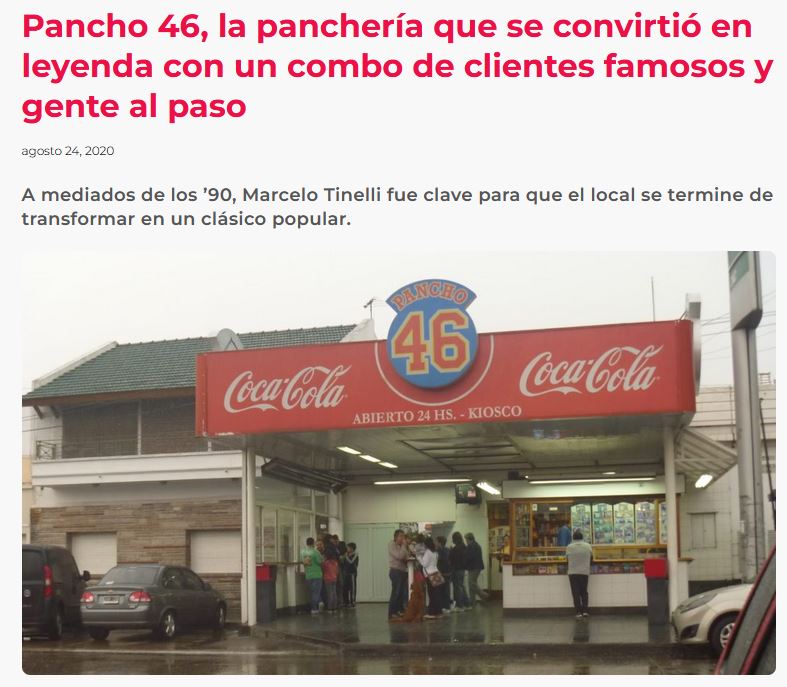 Pancho 46, la panchería que se convirtió en
leyenda con un combo de clientes famosos y
gente al paso
agosto 24, 2020
A mediados de los ’90, Marcelo Tinelli fue clave para que el local se termine de
transformar en un clásico popular.
PANCHO
46
Coca-Cola
Coca-Cola
ABIERTO 24 HS. - KIOSCO